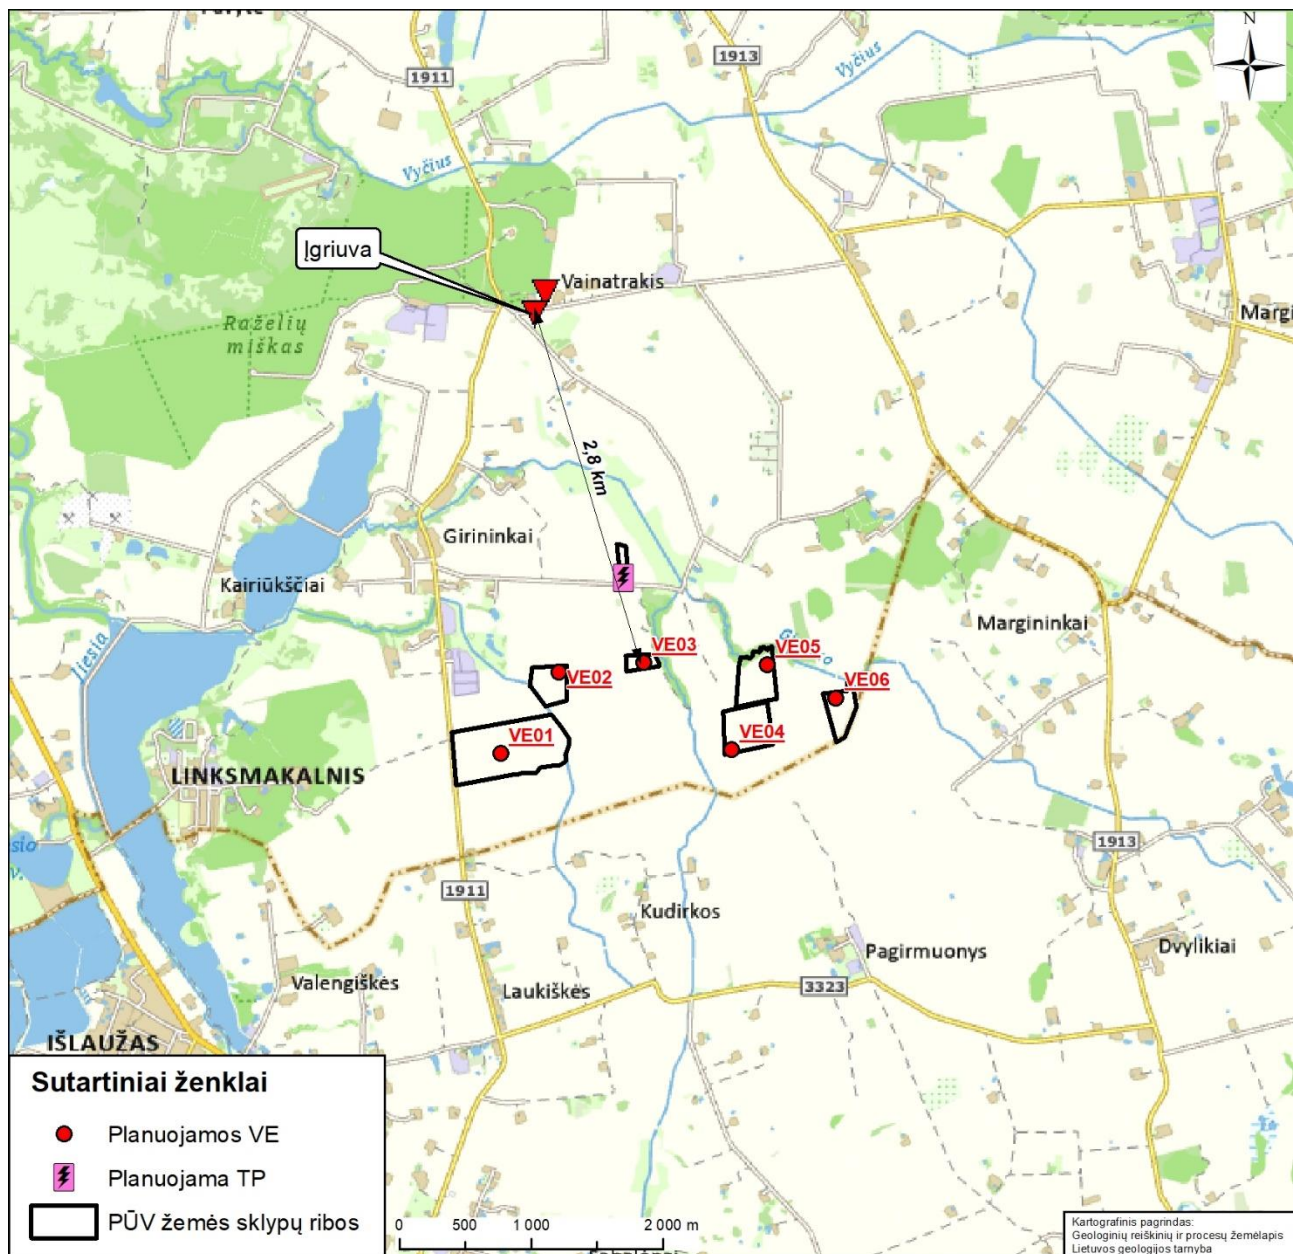 N
1911
1913
Vyčius
Vyčius
Įgriuva
Vainatrakis
Margi
Raželių
miškas
2,8 km
Girininkai
Kairiūkščiai
Margininkai
Jiesia
VE03
VE05
VE02
VE06
VE01
VE04
LINKSMAKALNIS
1913
1911
Kudirkos
Pagirmuonys
Dvylikiai
Valengiškės
Laukiškės
3323
IŠLAUŽAS
Sutartiniai ženklai
Planuojamos VE
Planuojama TP
PŪV žemės sklypų ribos
0 500 1 000 2 000 m
Kartografinis pagrindas:
Geologinių reiškinių ir procesų žemėlapis
Lietuvos geologijos tarnyba